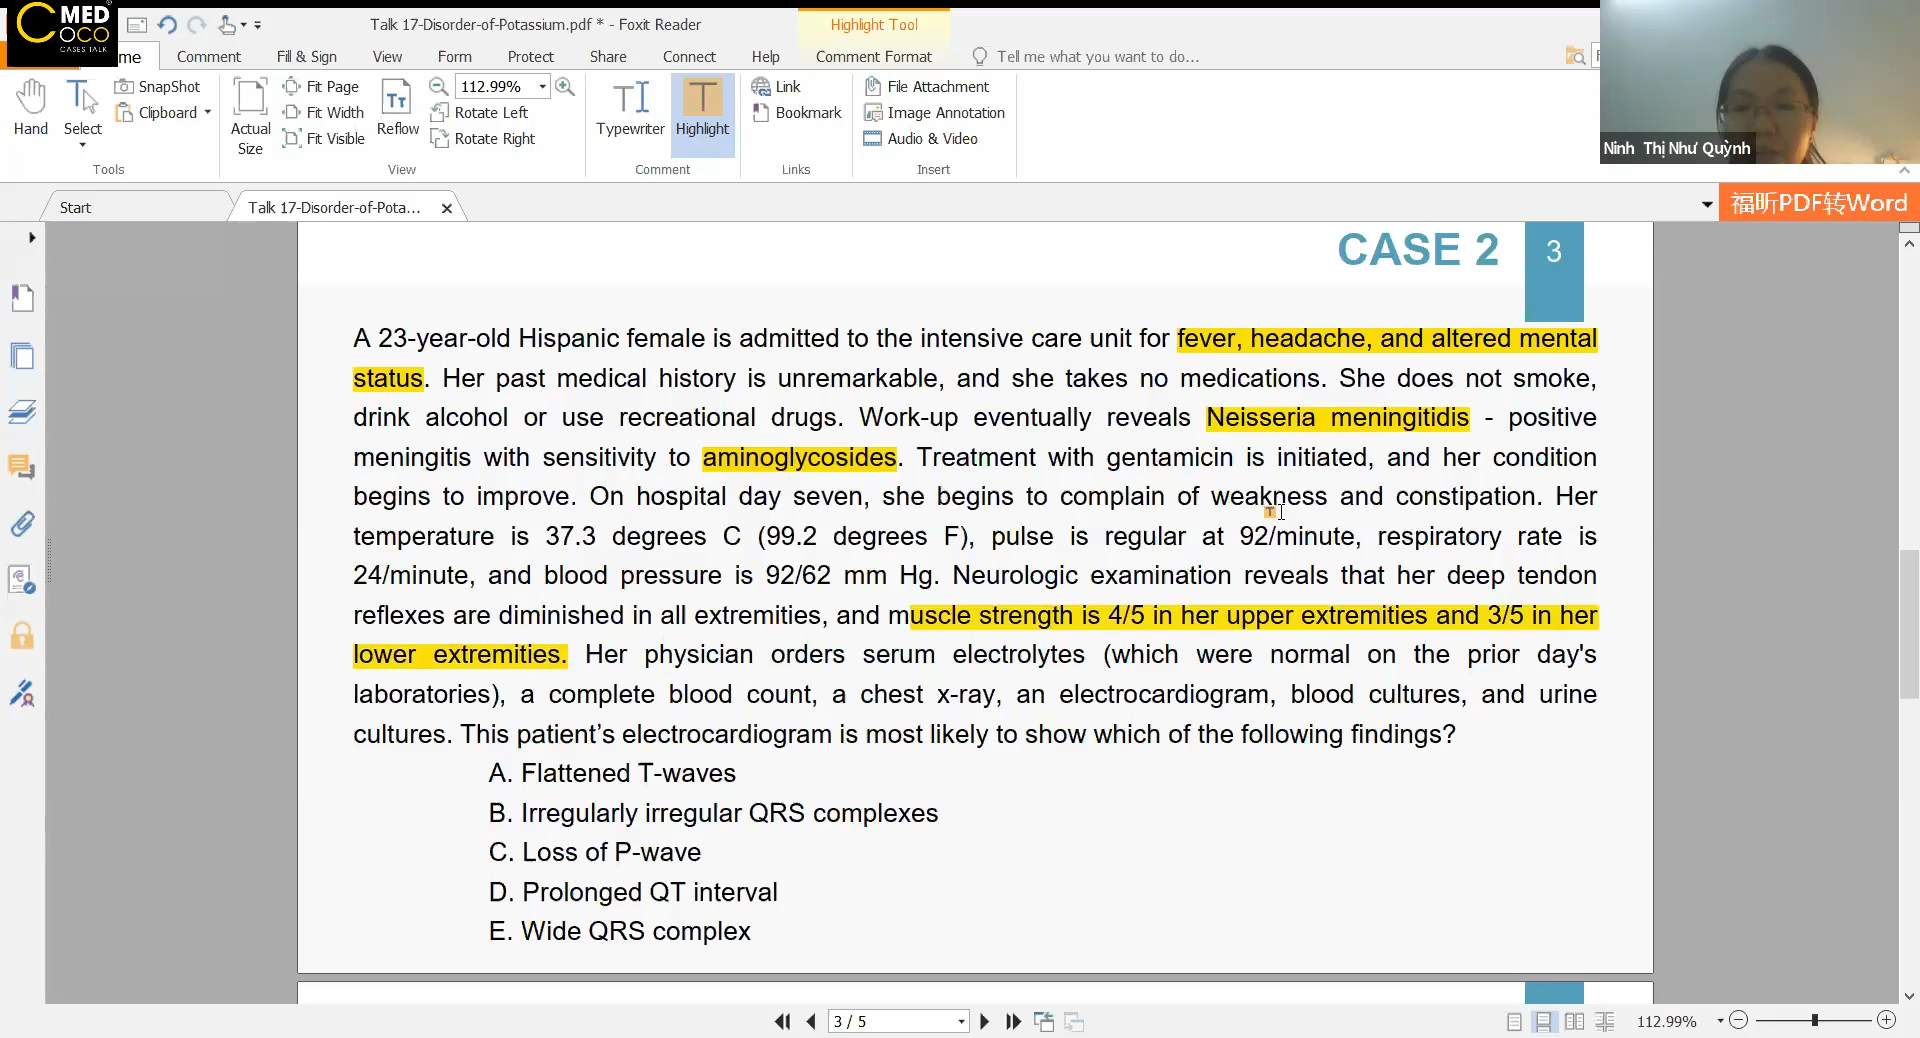 MED
COCO
CASES TALK
Talk 17-Disorder-of-Potassium.pdf * - Foxit Reader
Highlight Tool
Comment
Fill & Sign
View
Form
Protect
Share
Connect
Help
Comment Format
Tell me what you want to do...
Hand
Select
SnapShot
Clipboard
Tools
Actual Size
Fit Page
Fit Width
Fit Visible
Reflow
112.99%
Rotate Left
Rotate Right
View
Typewriter
Highlight
Comment
Link
Bookmark
Links
File Attachment
Image Annotation
Audio & Video
Insert
Ninh Thị Như Quỳnh
Start
Talk 17-Disorder-of-Pota...
福昕PDF转Word
CASE 2
3
A 23-year-old Hispanic female is admitted to the intensive care unit for fever, headache, and altered mental
status. Her past medical history is unremarkable, and she takes no medications. She does not smoke,
drink alcohol or use recreational drugs. Work-up eventually reveals Neisseria meningitidis - positive
meningitis with sensitivity to aminoglycosides. Treatment with gentamicin is initiated, and her condition
begins to improve. On hospital day seven, she begins to complain of weakness and constipation. Her
temperature is 37.3 degrees C (99.2 degrees F), pulse is regular at 92/minute, respiratory rate is
24/minute, and blood pressure is 92/62 mm Hg. Neurologic examination reveals that her deep tendon
reflexes are diminished in all extremities, and muscle strength is 4/5 in her upper extremities and 3/5 in her
lower extremities. Her physician orders serum electrolytes (which were normal on the prior day's
laboratories), a complete blood count, a chest x-ray, an electrocardiogram, blood cultures, and urine
cultures. This patient’s electrocardiogram is most likely to show which of the following findings?
A. Flattened T-waves
B. Irregularly irregular QRS complexes
C. Loss of P-wave
D. Prolonged QT interval
E. Wide QRS complex
3 / 5
112.99%